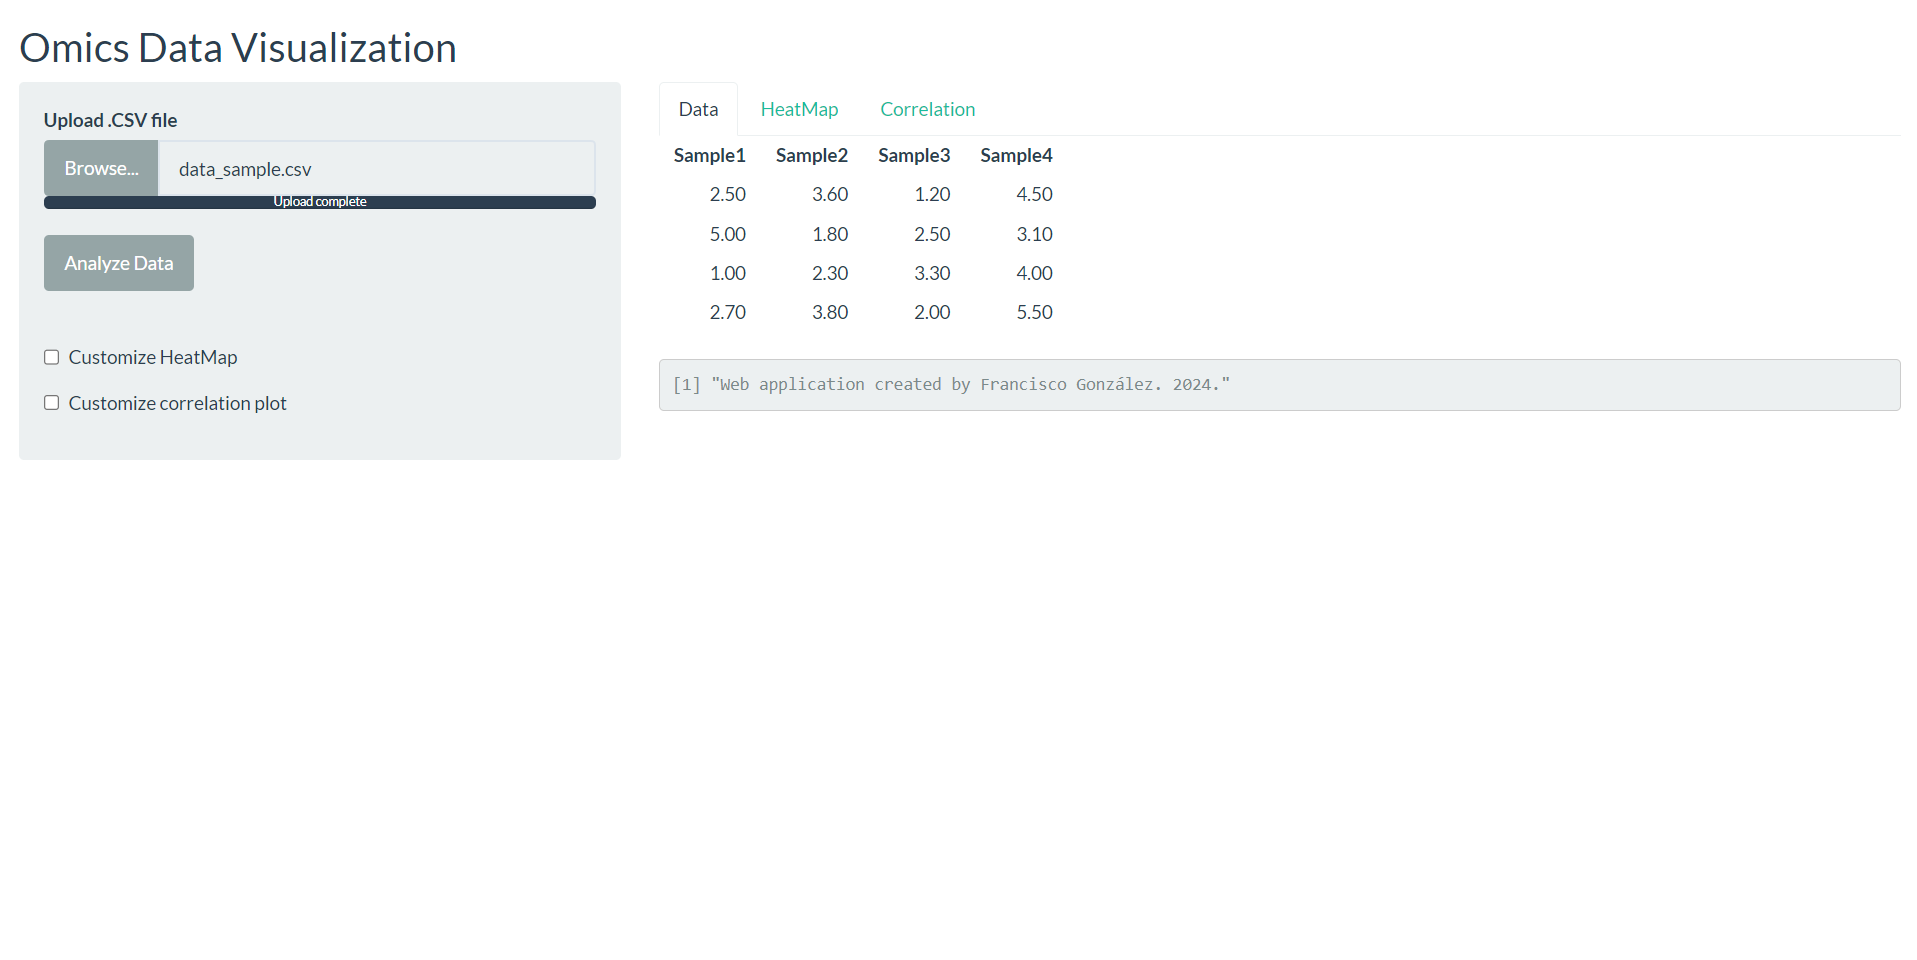 Omics Data Visualization
Upload .CSV file
Browse...
data_sample.csv
Upload complete
Analyze Data
Customize HeatMap
Customize correlation plot
Data HeatMap Correlation
Sample1 Sample2 Sample3 Sample4
2.50 3.60 1.20 4.50
5.00 1.80 2.50 3.10
1.00 2.30 3.30 4.00
2.70 3.80 2.00 5.50
[1] "Web application created by Francisco González. 2024."